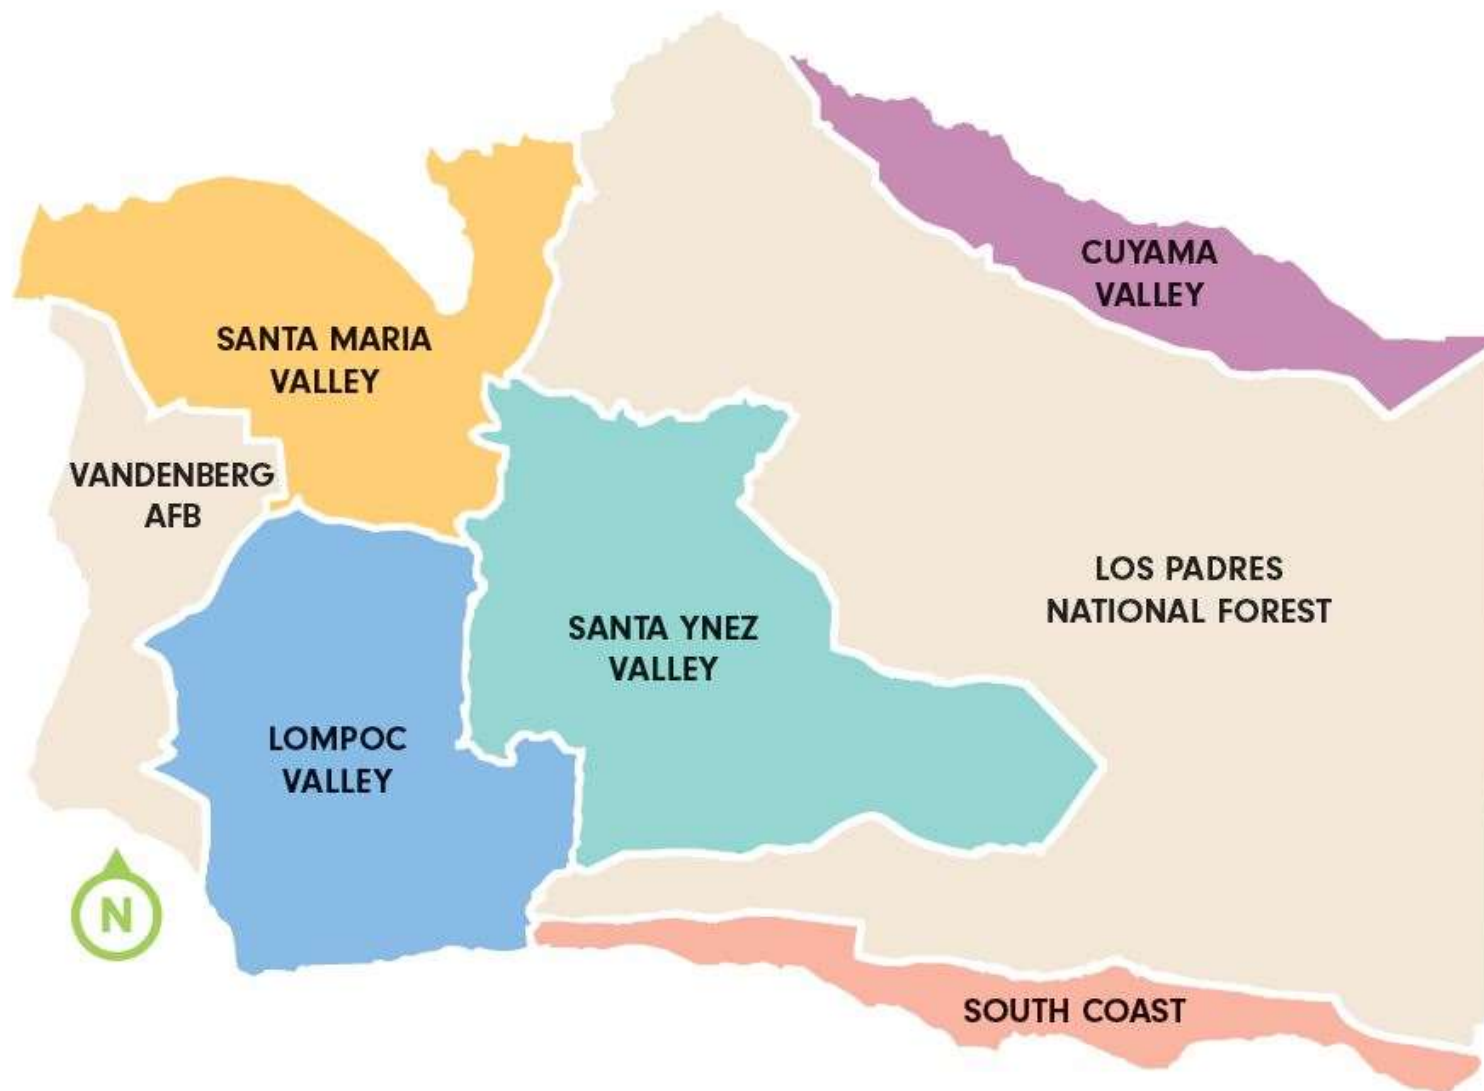 CUYAMA
VALLEY
SANTA MARIA
VALLEY
VANDENBERG
AFB
LOS PADRES
NATIONAL FOREST
SANTA YNEZ
VALLEY
LOMPOC
VALLEY
N
SOUTH COAST